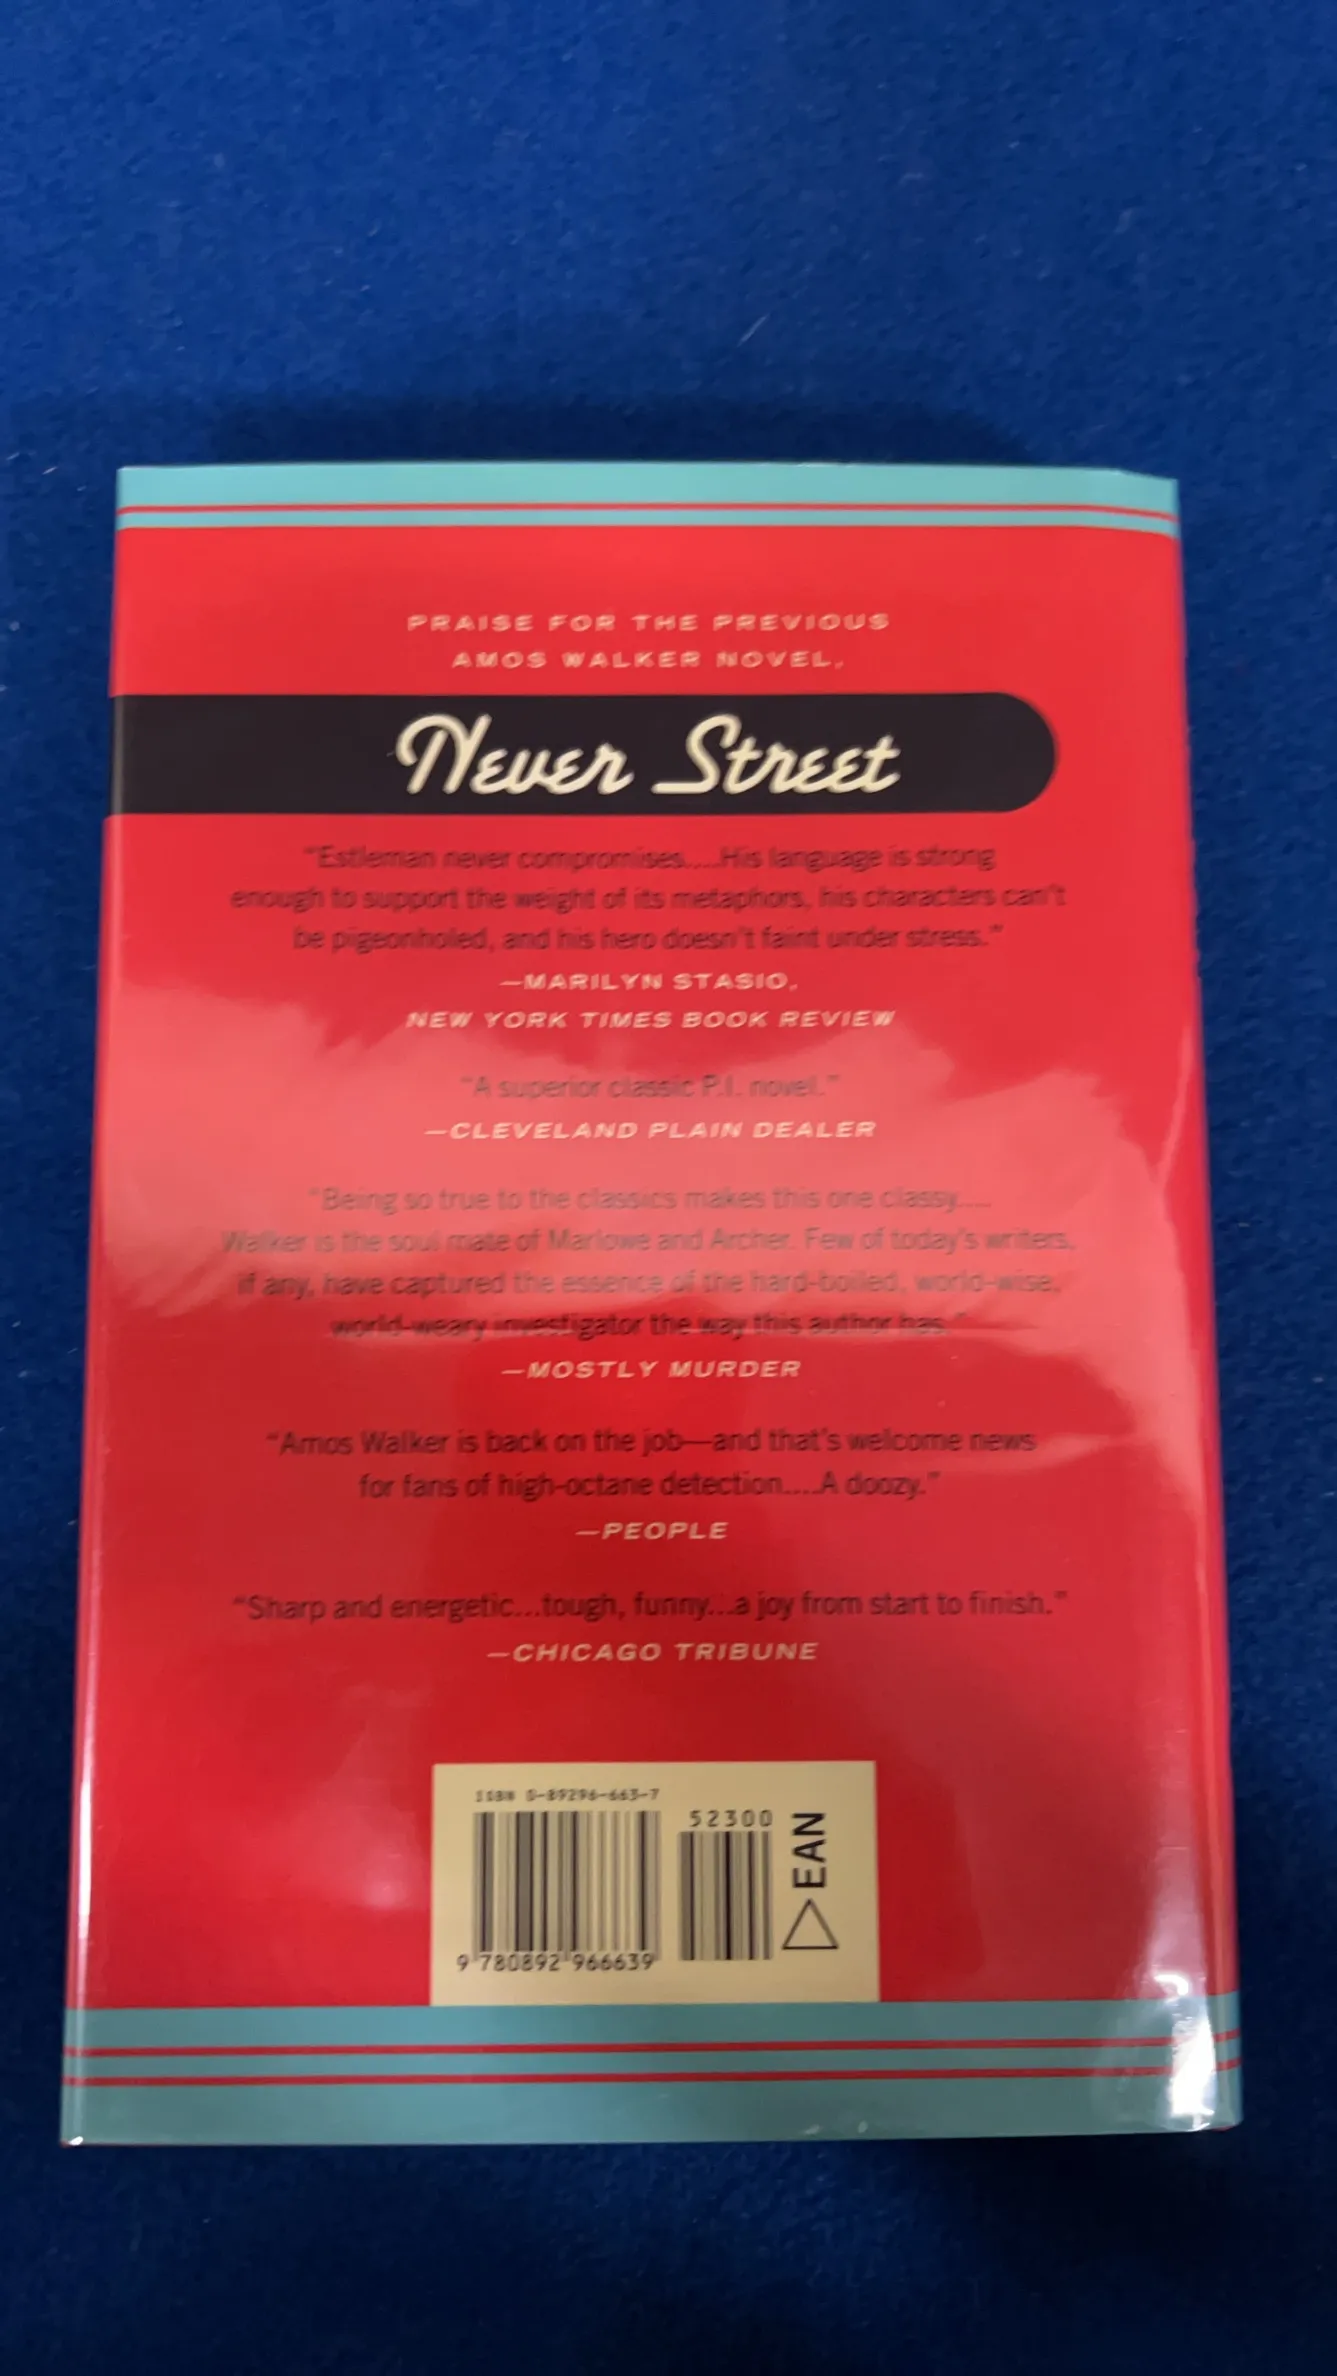 PRAISE FOR THE PREVIOUS
AMOS WALKER NOVEL,
Never Street
"Estleman never compromises....His language is strong
enough to support the weight of its metaphors, his characters can't
be pigeonholed, and his hero doesn't faint under stress."
—MARILYN STASIO,
NEW YORK TIMES BOOK REVIEW
"A superior classic P.I. novel."
—CLEVELAND PLAIN DEALER
"Being so true to the classics makes this one classy....
Walker is the soul mate of Marlowe and Archer. Few of today's writers,
if any, have captured the essence of the hard-boiled, world-wise,
world-weary investigator the way this author has."
—MOSTLY MURDER
"Amos Walker is back on the job—and that's welcome news
for fans of high-octane detection....A doozy."
—PEOPLE
"Sharp and energetic...tough, funny...a joy from start to finish."
—CHICAGO TRIBUNE
ISBN 0-89296-663-7
52300
EAN
9 780892 966639